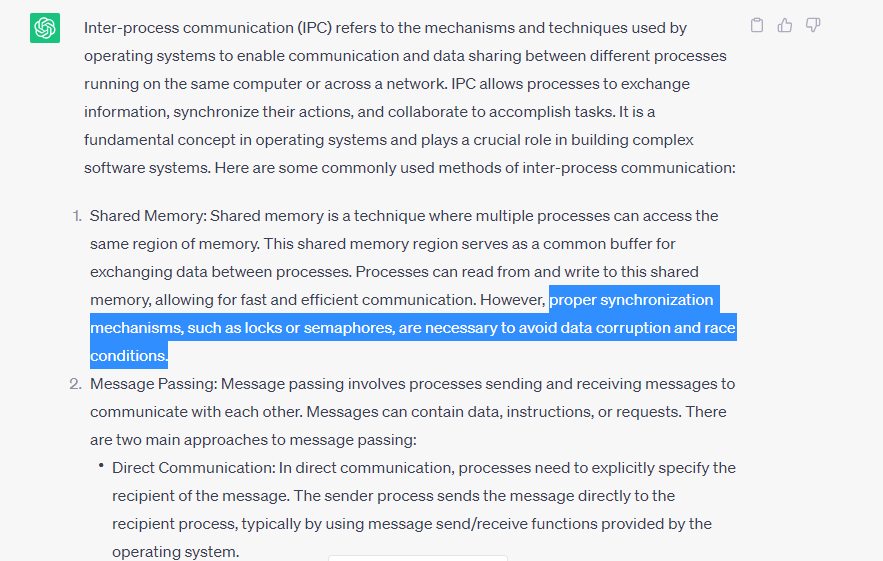 Inter-process communication (IPC) refers to the mechanisms and techniques used by
operating systems to enable communication and data sharing between different processes
running on the same computer or across a network. IPC allows processes to exchange
information, synchronize their actions, and collaborate to accomplish tasks. It is a
fundamental concept in operating systems and plays a crucial role in building complex
software systems. Here are some commonly used methods of inter-process communication:
1. Shared Memory: Shared memory is a technique where multiple processes can access the
same region of memory. This shared memory region serves as a common buffer for
exchanging data between processes. Processes can read from and write to this shared
memory, allowing for fast and efficient communication. However, proper synchronization
mechanisms, such as locks or semaphores, are necessary to avoid data corruption and race
conditions.
2. Message Passing: Message passing involves processes sending and receiving messages to
communicate with each other. Messages can contain data, instructions, or requests. There
are two main approaches to message passing:
• Direct Communication: In direct communication, processes need to explicitly specify the
recipient of the message. The sender process sends the message directly to the
recipient process, typically by using message send/receive functions provided by the
operating system.